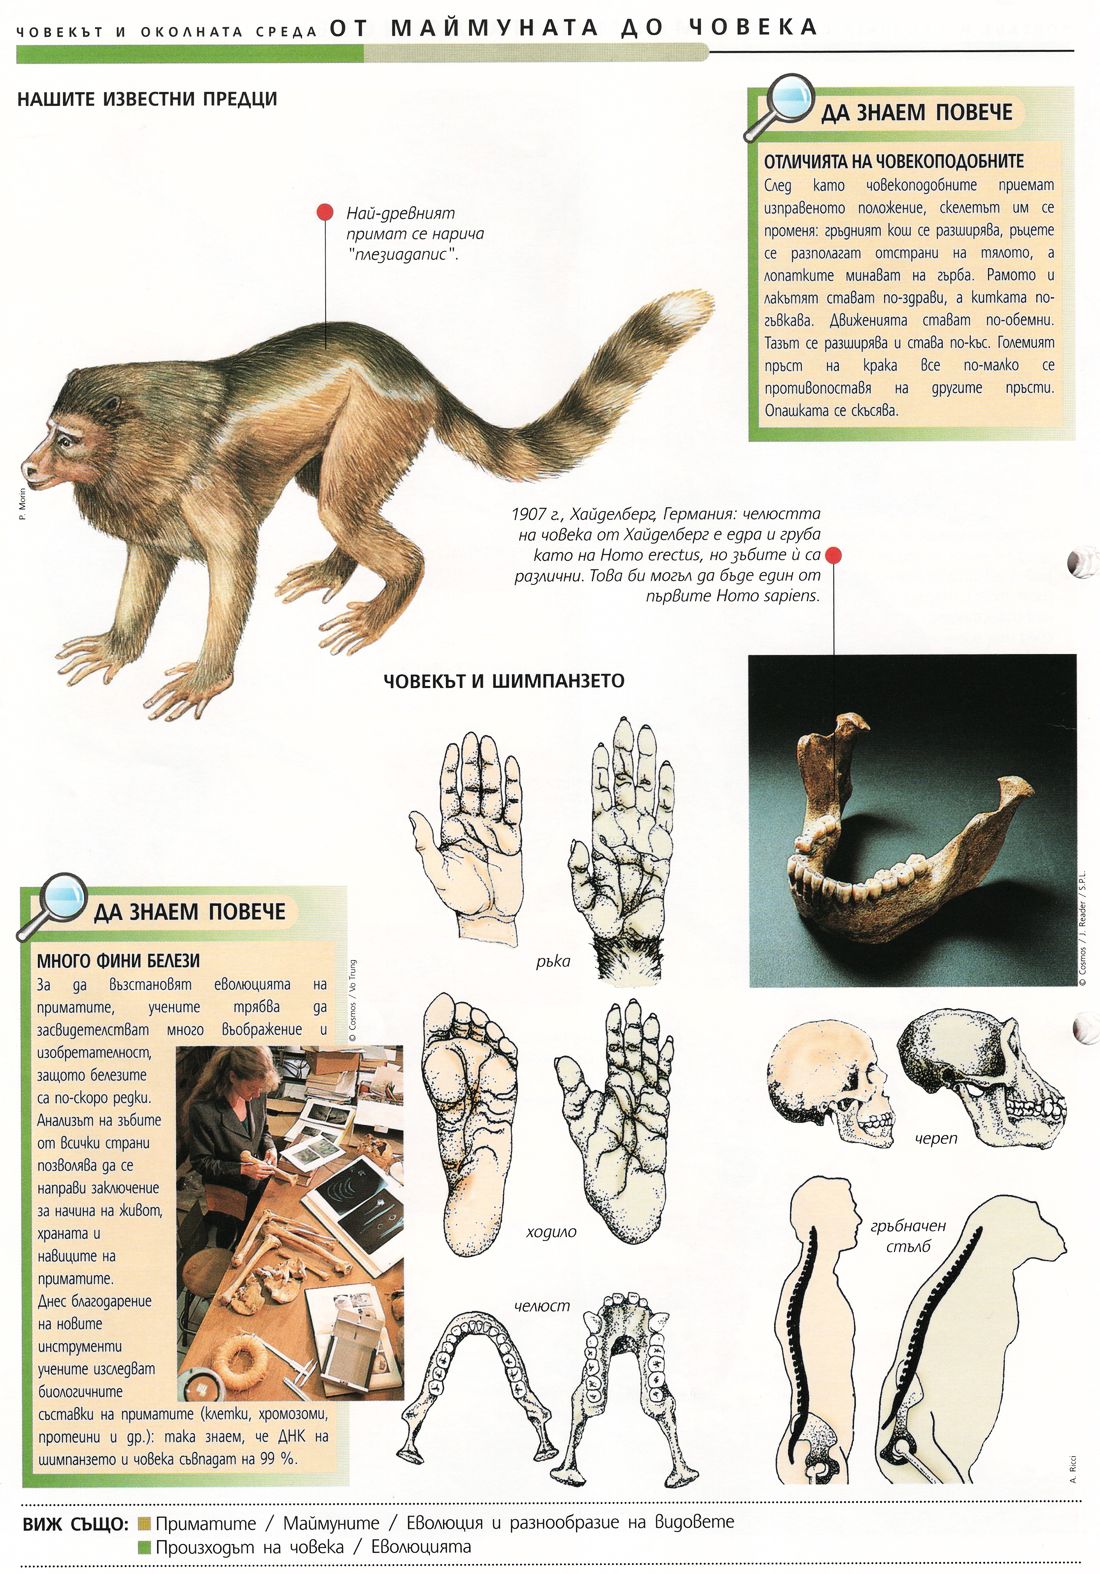 ЧОВЕКЪТ И ОКОЛНАТА СРЕДА ОТ МАЙМУНАТА ДО ЧОВЕКА
НАШИТЕ ИЗВЕСТНИ ПРЕДЦИ
Най-древният
примат се нарича
"плезиадапис".
P. Morin
ДА ЗНАЕМ ПОВЕЧЕ
ОТЛИЧИЯТА НА ЧОВЕКОПОДОБНИТЕ
След като човекоподобните приемат
изправеното положение, скелетът им се
променя: гръдният кош се разширява, ръцете
се разполагат отстрани на тялото, а
лопатките минават на гърба. Рамото и
лакътят стават по-здрави, а китката по-
гъвкава. Движенията стават по-обемни.
Тазът се разширява и става по-къс. Големият
пръст на крака все по-малко се
противопоставя на другите пръсти.
Опашката се скъсява.
1907 г., Хайделберг, Германия: челюстта
на човека от Хайделберг е едра и груба
като на Homo erectus, но зъбите ѝ са
различни. Това би могъл да бъде един от
първите Homo sapiens.
© Cosmos / J. Reader / S.P.L.
ЧОВЕКЪТ И ШИМПАНЗЕТО
ръка
ходило
челюст
череп
гръбначен
стълб
A. Ricci
ДА ЗНАЕМ ПОВЕЧЕ
МНОГО ФИНИ БЕЛЕЗИ
За да възстановят еволюцията на
приматите, учените трябва да
засвидетелстват много въображение и
изобретателност,
защото белезите
са по-скоро редки.
Анализът на зъбите
от всички страни
позволява да се
направи заключение
за начина на живот,
храната и
навиците на
приматите.
Днес благодарение
на новите
инструменти
учените изследват
биологичните
съставки на приматите (клетки, хромозоми,
протеини и др.): така знаем, че ДНК на
шимпанзето и човека съвпадат на 99 %.
© Cosmos / Vo Trung
ВИЖ СЪЩО: Приматите / Маймуните / Еволюция и разнообразие на видовете
Произходът на човека / Еволюцията